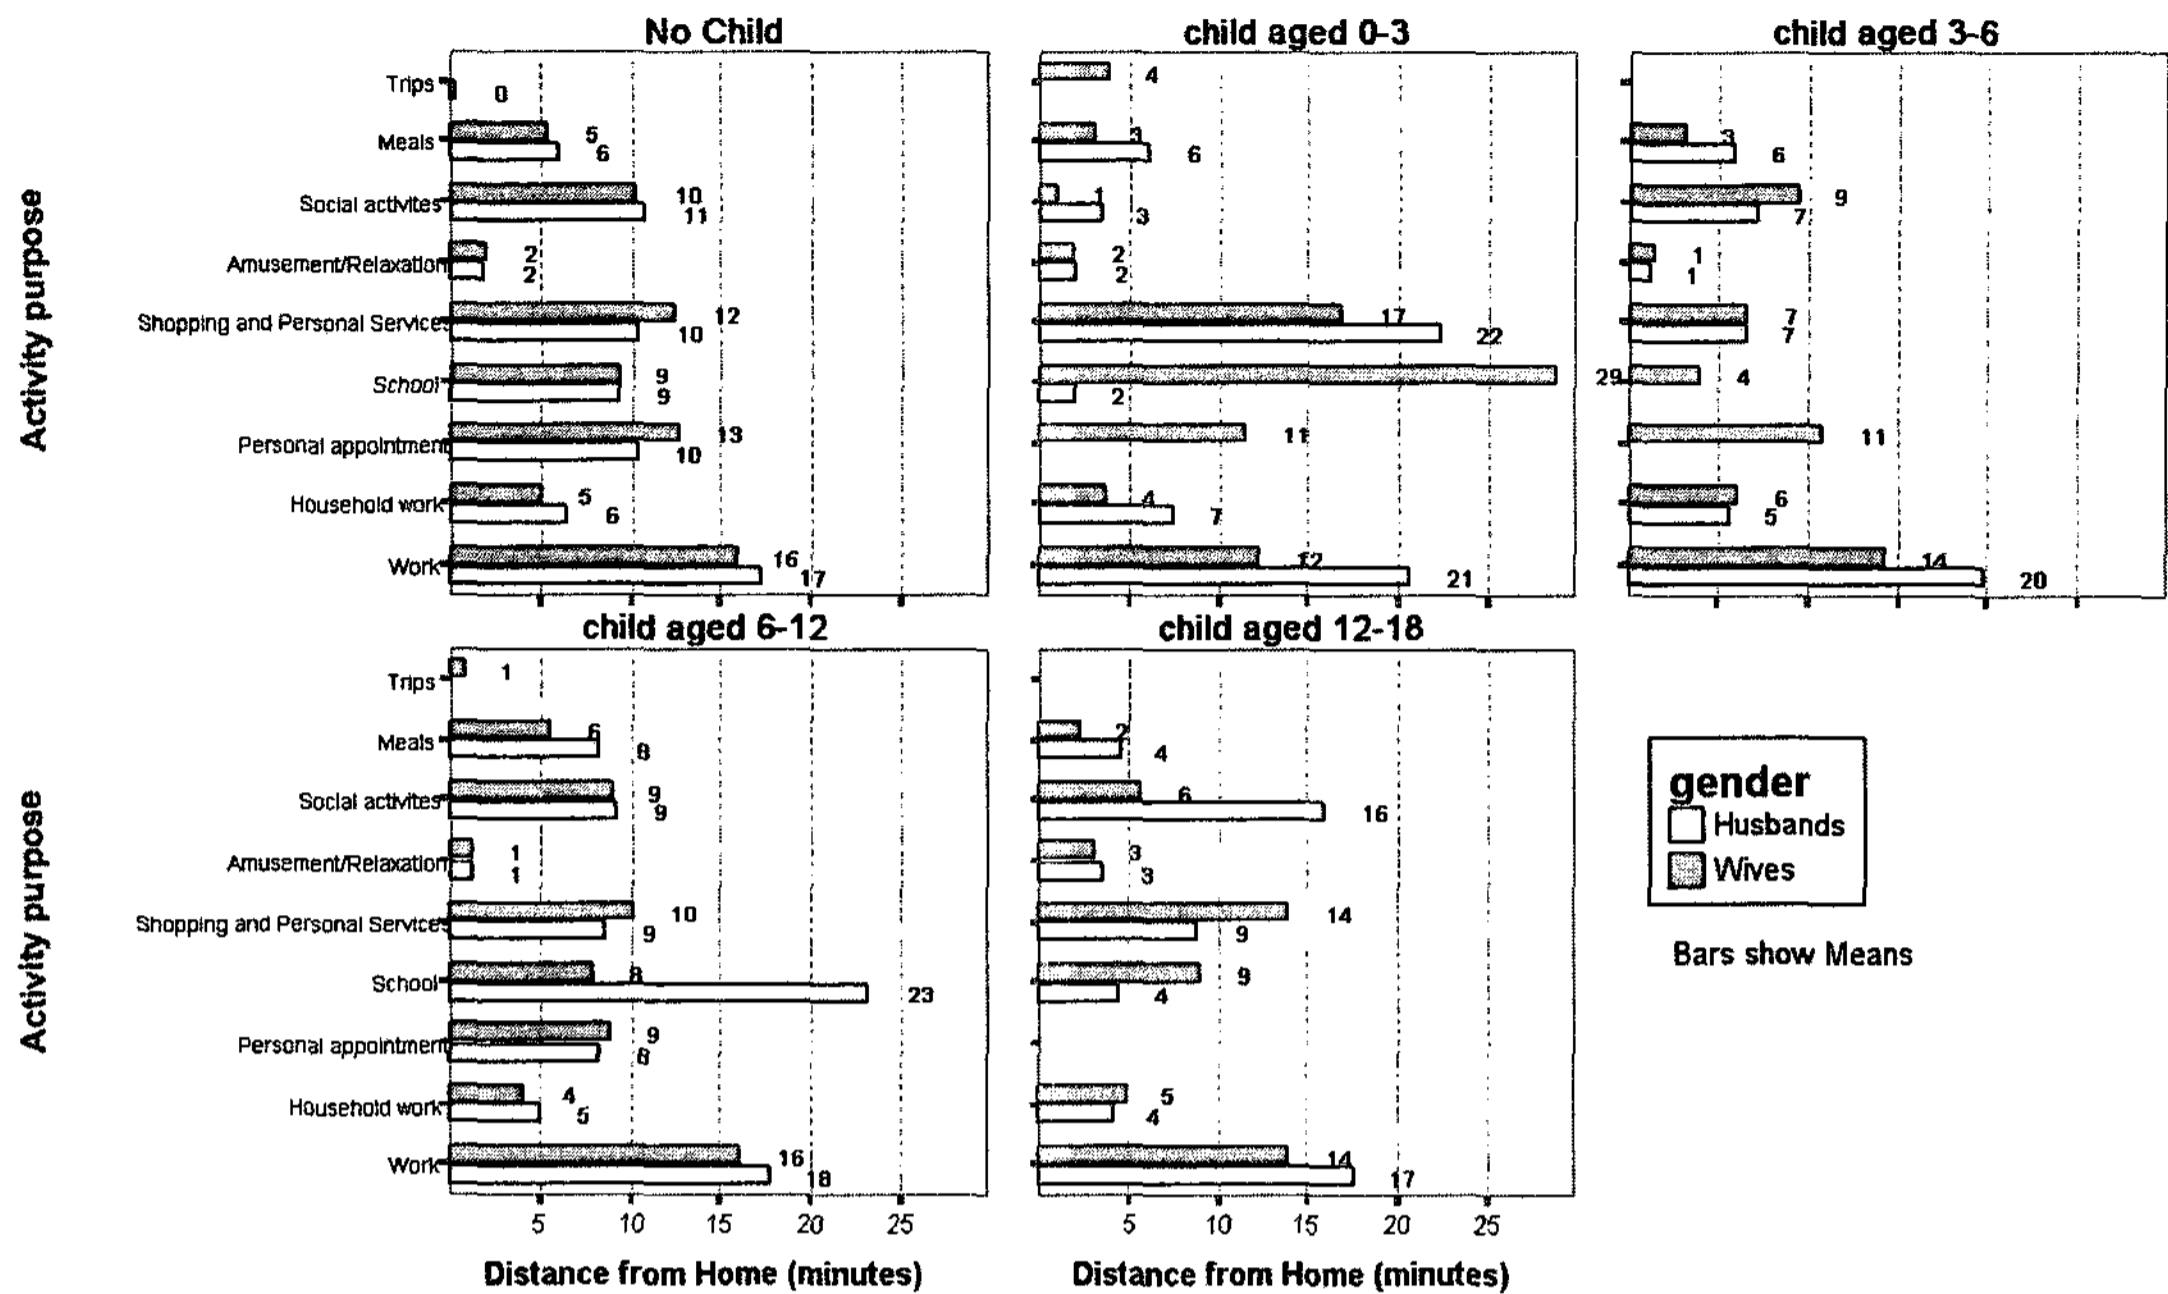 No Child
child aged 0-3
child aged 3-6
Activity purpose
Trips
0
4
Meals
5
6
3
6
3
6
Social activites
10
11
1
3
9
7
Amusement/Relaxation
2
2
2
2
1
1
Shopping and Personal Services
12
10
17
22
7
7
School
9
9
29
2
4
Personal appointment
13
10
11
11
Household work
5
6
4
7
6
5
Work
16
17
12
21
14
20
child aged 6-12
child aged 12-18
Activity purpose
Trips
1
Meals
6
8
2
4
Social activites
9
9
6
16
Amusement/Relaxation
1
1
3
3
Shopping and Personal Services
10
9
14
9
School
8
23
9
4
Personal appointment
9
8
Household work
4
5
5
4
Work
16
18
14
17
5 10 15 20 25
5 10 15 20 25
Distance from Home (minutes)
Distance from Home (minutes)
gender
Husbands
Wives
Bars show Means